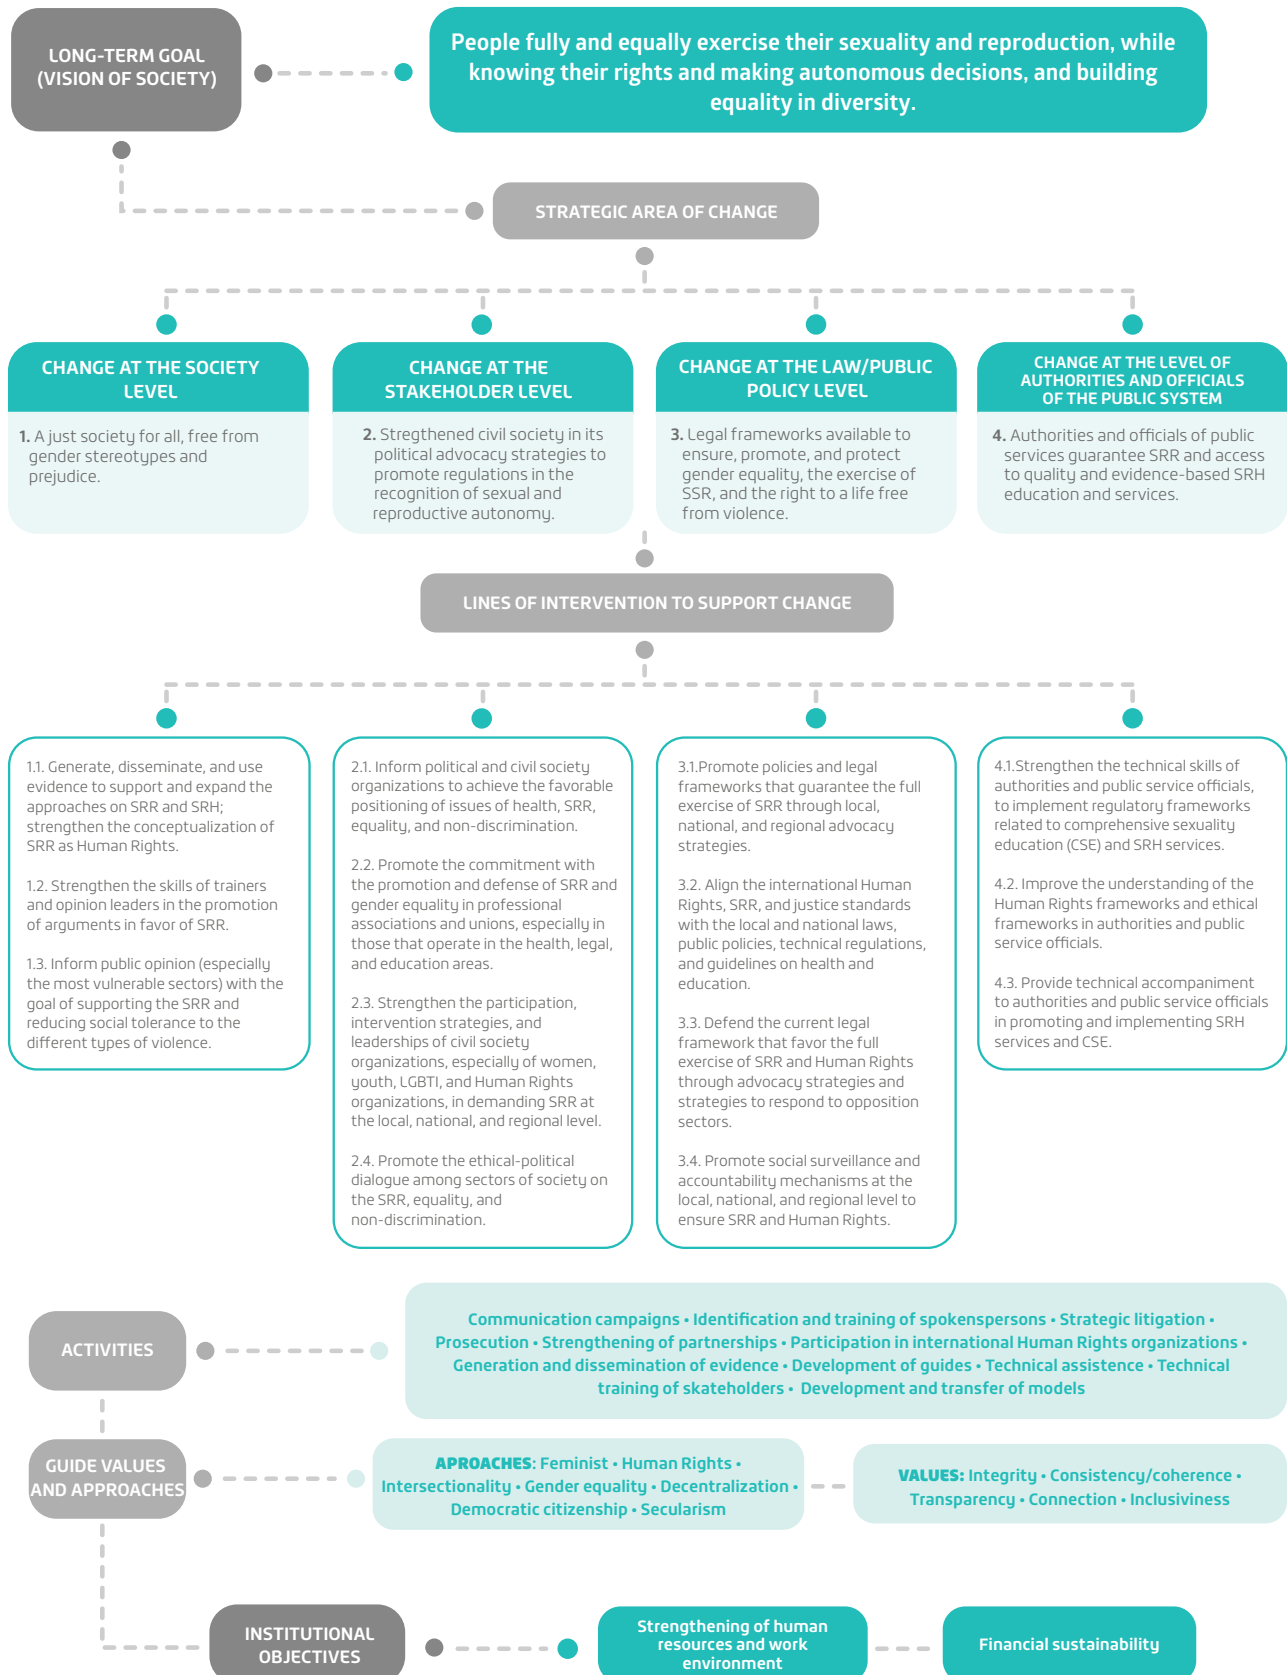 LONG-TERM GOAL
(VISION OF SOCIETY)
People fully and equally exercise their sexuality and reproduction, while
knowing their rights and making autonomous decisions, and building
equality in diversity.
STRATEGIC AREA OF CHANGE
CHANGE AT THE SOCIETY
LEVEL
1. A just society for all, free from
gender stereotypes and
prejudice.
CHANGE AT THE
STAKEHOLDER LEVEL
2. Stregthened civil society in its
political advocacy strategies to
promote regulations in the
recognition of sexual and
reproductive autonomy.
CHANGE AT THE LAW/PUBLIC
POLICY LEVEL
3. Legal frameworks available to
ensure, promote, and protect
gender equality, the exercise of
SSR, and the right to a life free
from violence.
CHANGE AT THE LEVEL OF
AUTHORITIES AND OFFICIALS
OF THE PUBLIC SYSTEM
4. Authorities and officials of public
services guarantee SRR and access
to quality and evidence-based SRH
education and services.
LINES OF INTERVENTION TO SUPPORT CHANGE
1.1. Generate, disseminate, and use
evidence to support and expand the
approaches on SRR and SRH;
strengthen the conceptualization of
SRR as Human Rights.
1.2. Strengthen the skills of trainers
and opinion leaders in the promotion
of arguments in favor of SRR.
1.3. Inform public opinion (especially
the most vulnerable sectors) with the
goal of supporting the SRR and
reducing social tolerance to the
different types of violence.
2.1. Inform political and civil society
organizations to achieve the favorable
positioning of issues of health, SRR,
equality, and non-discrimination.
2.2. Promote the commitment with
the promotion and defense of SRR and
gender equality in professional
associations and unions, especially in
those that operate in the health, legal,
and education areas.
2.3. Strengthen the participation,
intervention strategies, and
leaderships of civil society
organizations, especially of women,
youth, LGBTI, and Human Rights
organizations, in demanding SRR at
the local, national, and regional level.
2.4. Promote the ethical-political
dialogue among sectors of society on
the SRR, equality, and
non-discrimination.
3.1.Promote policies and legal
frameworks that guarantee the full
exercise of SRR through local,
national, and regional advocacy
strategies.
3.2. Align the international Human
Rights, SRR, and justice standards
with the local and national laws,
public policies, technical regulations,
and guidelines on health and
education.
3.3. Defend the current legal
framework that favor the full
exercise of SRR and Human Rights
through advocacy strategies and
strategies to respond to opposition
sectors.
3.4. Promote social surveillance and
accountability mechanisms at the
local, national, and regional level to
ensure SRR and Human Rights.
4.1.Strengthen the technical skills of
authorities and public service officials,
to implement regulatory frameworks
related to comprehensive sexuality
education (CSE) and SRH services.
4.2. Improve the understanding of the
Human Rights frameworks and ethical
frameworks in authorities and public
service officials.
4.3. Provide technical accompaniment
to authorities and public service officials
in promoting and implementing SRH
services and CSE.
ACTIVITIES
Communication campaigns • Identification and training of spokenspersons • Strategic litigation •
Prosecution • Strengthening of partnerships • Participation in international Human Rights organizations •
Generation and dissemination of evidence • Development of guides • Technical assistence • Technical
training of skateholders • Development and transfer of models
GUIDE VALUES
AND APPROACHES
APROACHES: Feminist • Human Rights •
Intersectionality • Gender equality • Decentralization •
Democratic citizenship • Secularism
VALUES: Integrity • Consistency/coherence •
Transparency • Connection • Inclusiviness
INSTITUTIONAL
OBJECTIVES
Strengthening of human
resources and work
environment
Financial sustainability